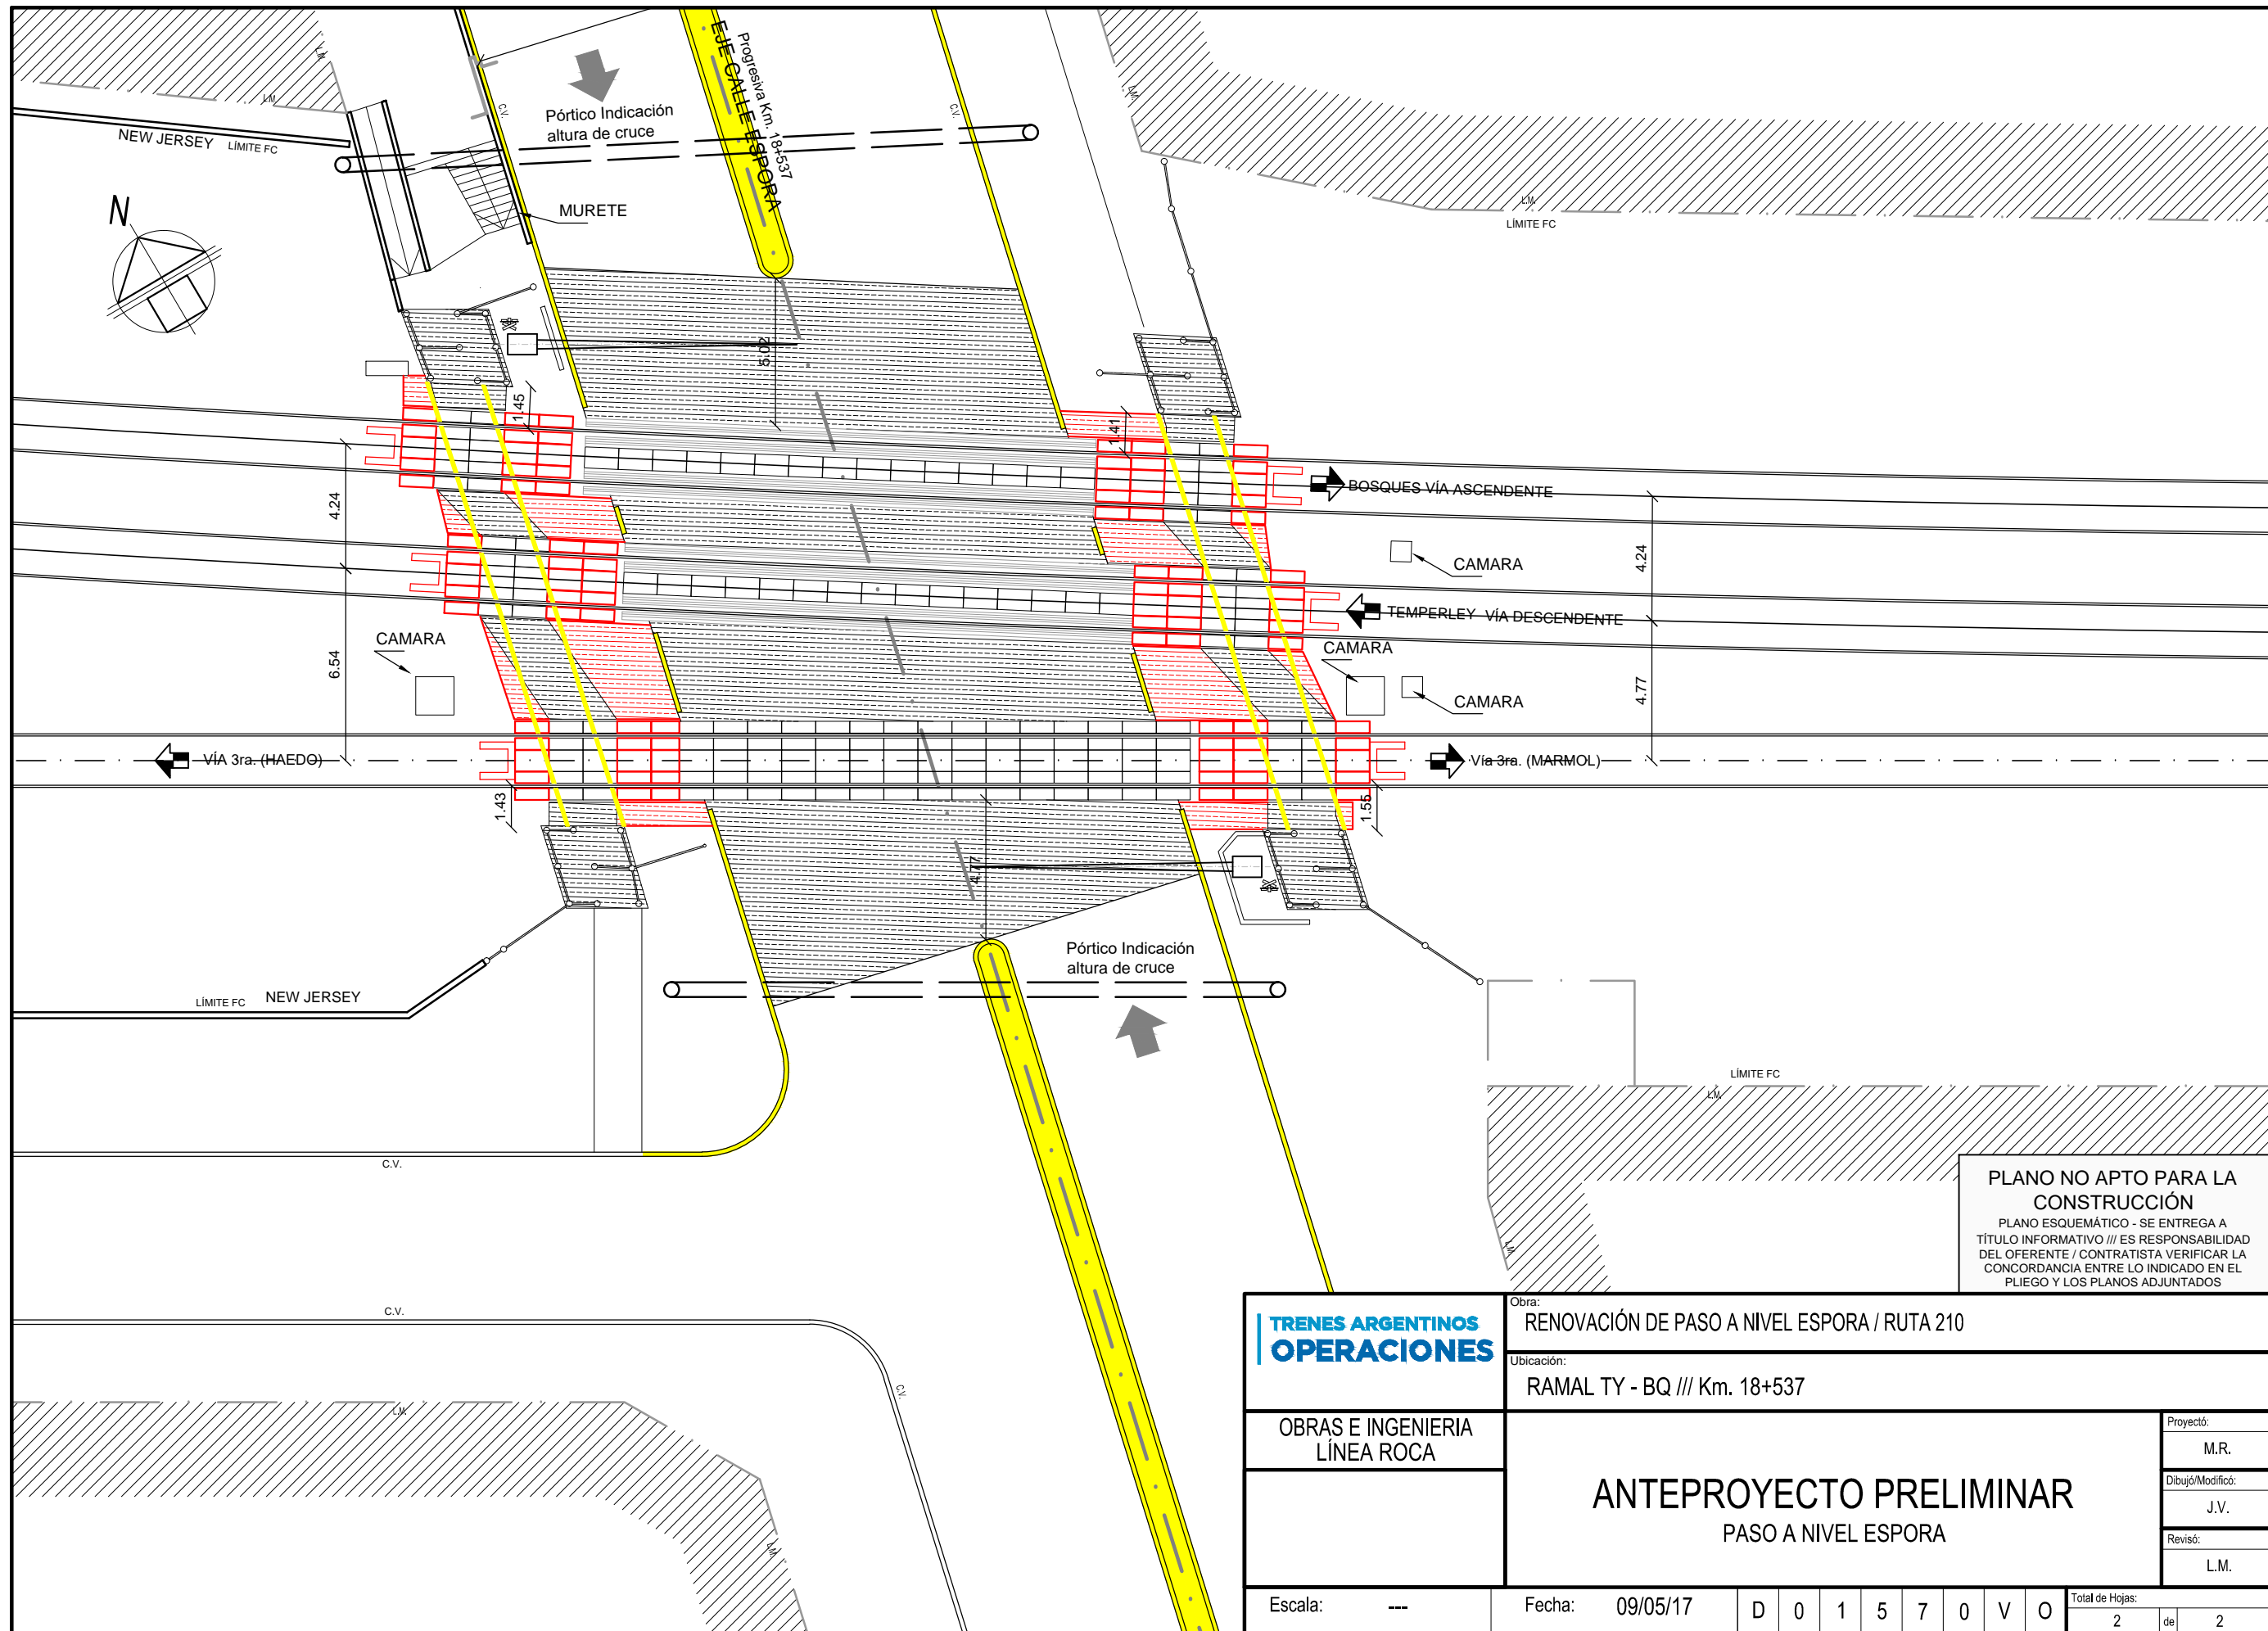 L.M.
L.M.
NEW JERSEY
LÍMITE FC
C.V.
Pórtico Indicación
altura de cruce
EJE CALLE ESPORA
Progresiva Km. 18+537
C.V.
L.M.
L.M.
LÍMITE FC
N
MURETE
5.02
1.45
1.41
4.24
6.54
BOSQUES VÍA ASCENDENTE
CAMARA
4.24
TEMPERLEY VÍA DESCENDENTE
CAMARA
CAMARA
CAMARA
4.77
VÍA 3ra. (HAEDO)
Vía 3ra. (MARMOL)
1.43
1.55
4.77
Pórtico Indicación
altura de cruce
LÍMITE FC
NEW JERSEY
LÍMITE FC
L.M.
C.V.
L.M.
C.V.
C.V.
L.M.
L.M.
PLANO NO APTO PARA LA
CONSTRUCCIÓN
PLANO ESQUEMÁTICO - SE ENTREGA A
TÍTULO INFORMATIVO /// ES RESPONSABILIDAD
DEL OFERENTE / CONTRATISTA VERIFICAR LA
CONCORDANCIA ENTRE LO INDICADO EN EL
PLIEGO Y LOS PLANOS ADJUNTADOS
TRENES ARGENTINOS
OPERACIONES
Obra:
RENOVACIÓN DE PASO A NIVEL ESPORA / RUTA 210
Ubicación:
RAMAL TY - BQ /// Km. 18+537
OBRAS E INGENIERIA
LÍNEA ROCA
ANTEPROYECTO PRELIMINAR
PASO A NIVEL ESPORA
Proyectó:
M.R.
Dibujó/Modificó:
J.V.
Revisó:
L.M.
Escala: ---
Fecha: 09/05/17
D 0 1 5 7 0 V O
Total de Hojas:
2 de 2